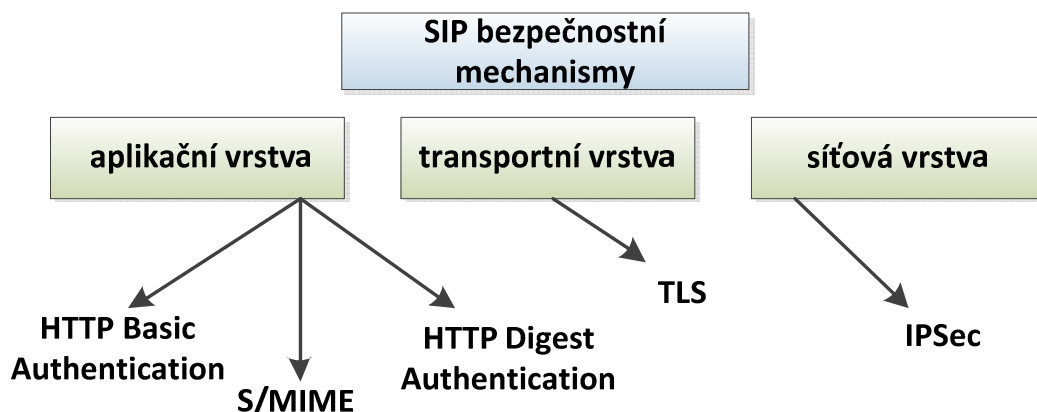 SIP bezpečnostní
mechanismy
aplikační vrstva
transportní vrstva
síťová vrstva
HTTP Basic
Authentication
S/MIME
HTTP Digest
Authentication
TLS
IPSec